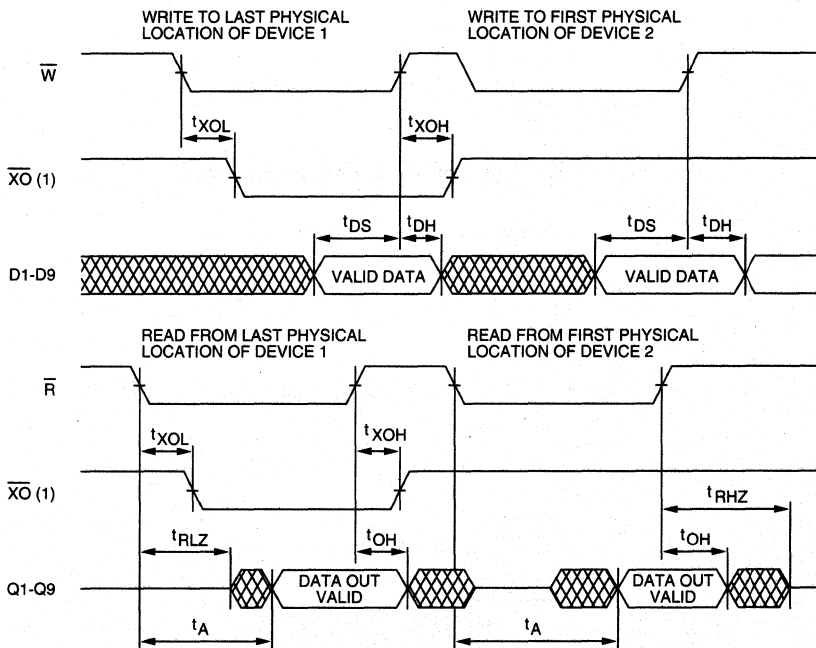 WRITE TO LAST PHYSICAL
LOCATION OF DEVICE 1
WRITE TO FIRST PHYSICAL
LOCATION OF DEVICE 2
W̅
tXOL
tXOH
X̅O̅ (1)
tDS
tDH
tDS
tDH
D1-D9
VALID DATA
VALID DATA
READ FROM LAST PHYSICAL
LOCATION OF DEVICE 1
READ FROM FIRST PHYSICAL
LOCATION OF DEVICE 2
R̅
tXOL
tXOH
X̅O̅ (1)
tRHZ
tRLZ
tOH
tOH
Q1-Q9
DATA OUT
VALID
DATA OUT
VALID
tA
tA